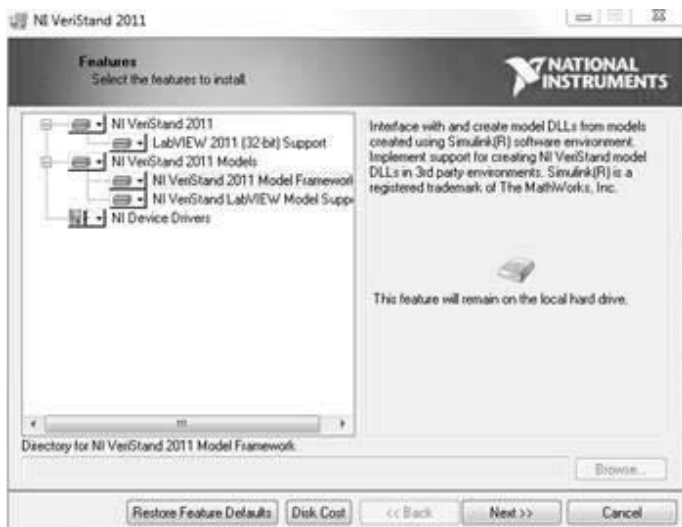 NI VeriStand 2011
Features
Select the features to install.
NATIONAL
INSTRUMENTS
NI VeriStand 2011
LabVIEW 2011 (32-bit) Support
NI VeriStand 2011 Models
NI VeriStand 2011 Model Framework
NI VeriStand LabVIEW Model Suppo
NI Device Drivers
Interface with and create model DLLs from models
created using Simulink(R) software environment.
Implement support for creating NI VeriStand model
DLLs in 3rd party environments. Simulink(R) is a
registered trademark of The MathWorks, Inc.
This feature will remain on the local hard drive.
Directory for NI VeriStand 2011 Model Framework
Browse...
Restore Feature Defaults
Disk Cost
<< Back
Next >>
Cancel